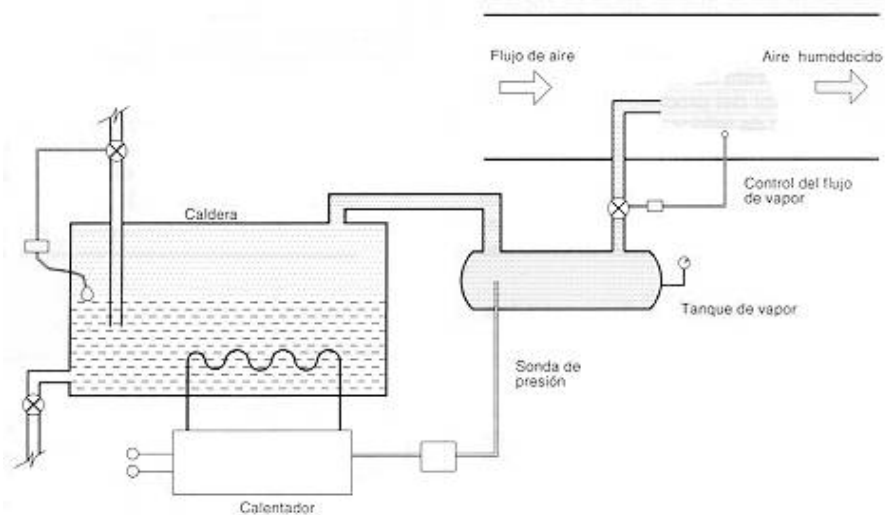 Flujo de aire
Aire humedecido
Control del flujo
de vapor
Caldera
Tanque de vapor
Sonda de
presión
Calentador